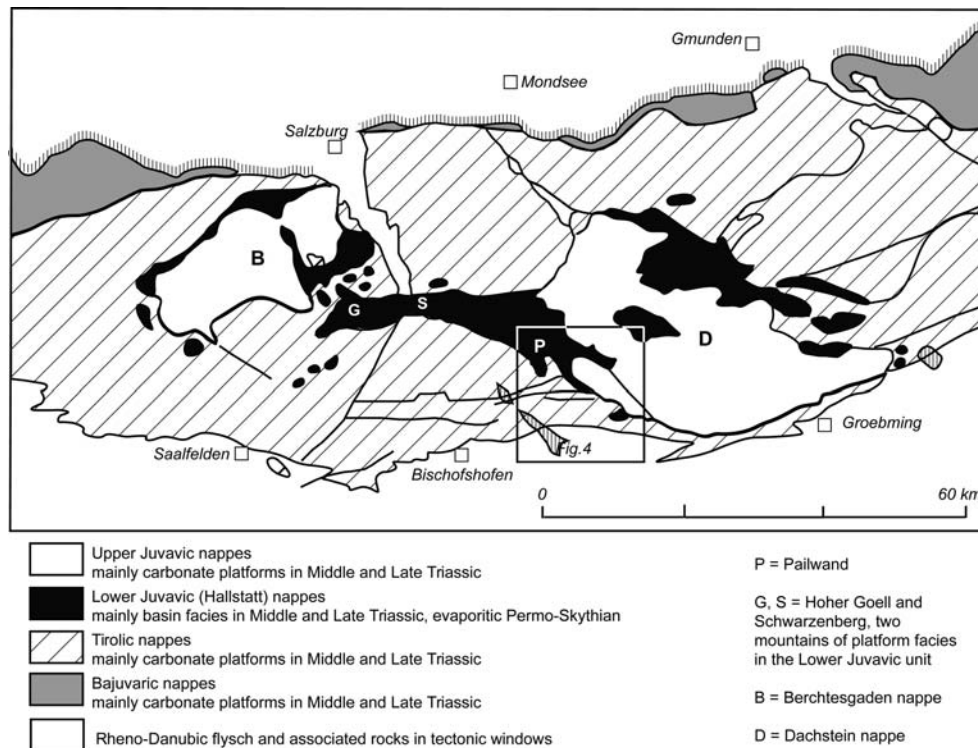 Gmunden
Mondsee
Salzburg
B
G
S
P
D
Groebming
Fig.4
Saalfelden
Bischofshofen
0
60 km
Upper Juvavic nappes
mainly carbonate platforms in Middle and Late Triassic
Lower Juvavic (Hallstatt) nappes
mainly basin facies in Middle and Late Triassic, evaporitic Permo-Skythian
Tirolic nappes
mainly carbonate platforms in Middle and Late Triassic
Bajuvaric nappes
mainly carbonate platforms in Middle and Late Triassic
Rheno-Danubic flysch and associated rocks in tectonic windows
P = Pailwand
G, S = Hoher Goell and
Schwarzenberg, two
mountains of platform facies
in the Lower Juvavic unit
B = Berchtesgaden nappe
D = Dachstein nappe